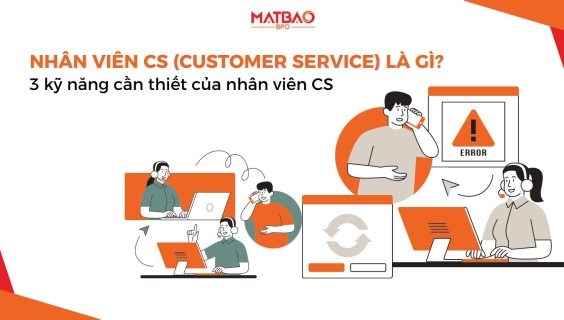 MATBAO
BPO
NHÂN VIÊN CS (CUSTOMER SERVICE) LÀ GÌ?
3 kỹ năng cần thiết của nhân viên CS
ERROR